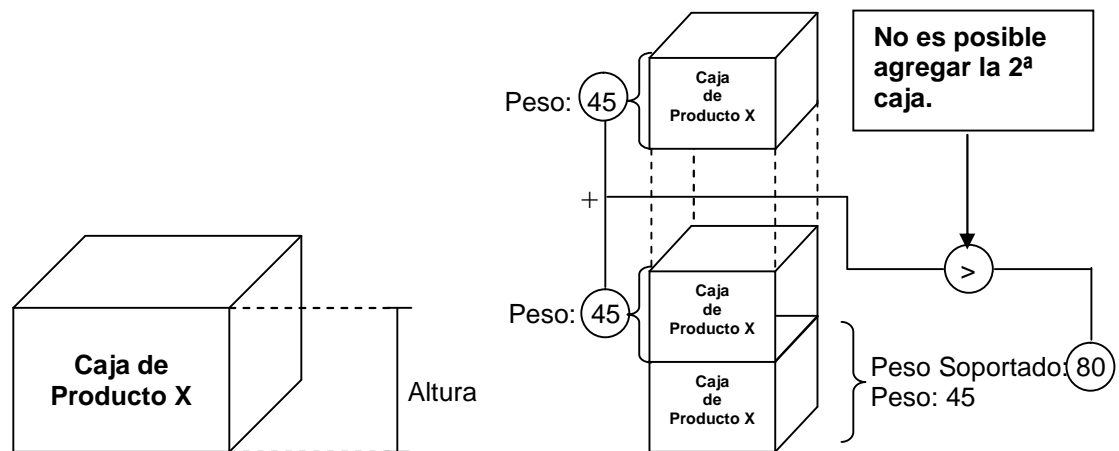 Caja de
Producto X
Altura
Peso: 45
Caja
de
Producto X
+
Peso: 45
Caja
de
Producto X
Caja
de
Producto X
No es posible
agregar la 2ª
caja.
>
Peso Soportado: 80
Peso: 45